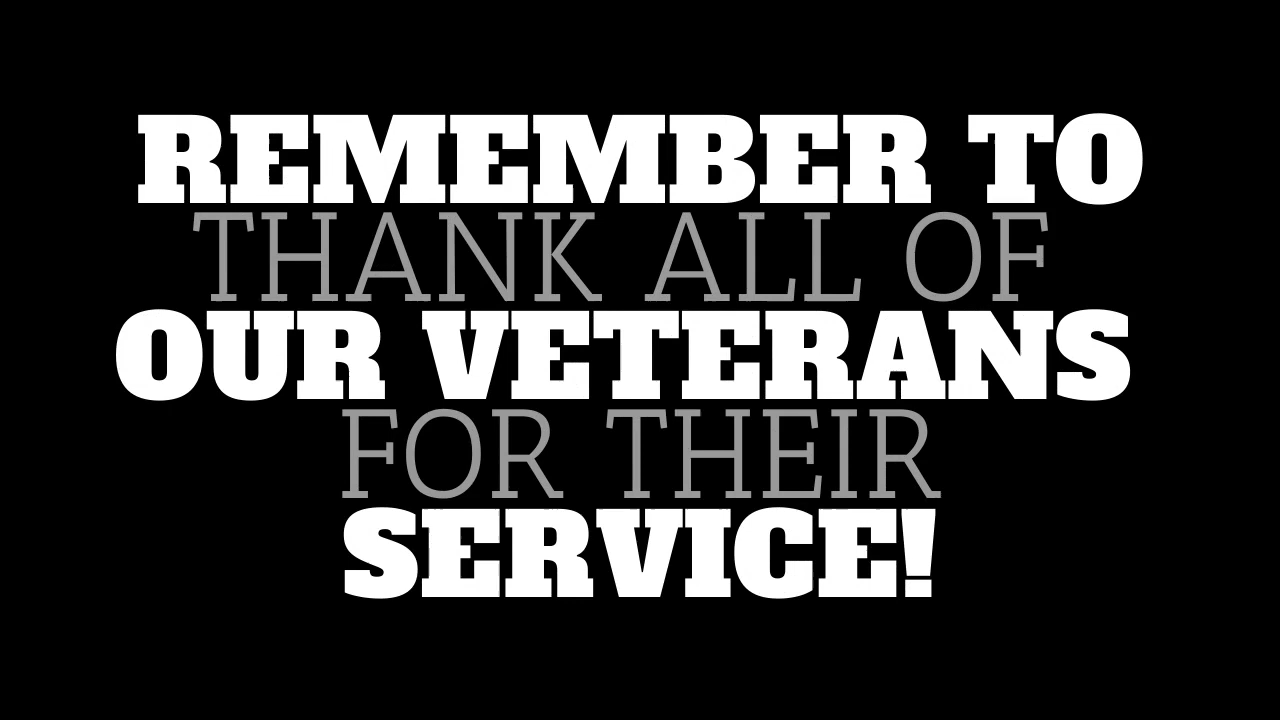 REMEMBER TO
THANK ALL OF
OUR VETERANS
FOR THEIR
SERVICE!